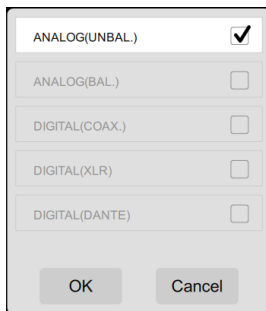 ANALOG(UNBAL.)
ANALOG(BAL.)
DIGITAL(COAX.)
DIGITAL(XLR)
DIGITAL(DANTE)
OK
Cancel